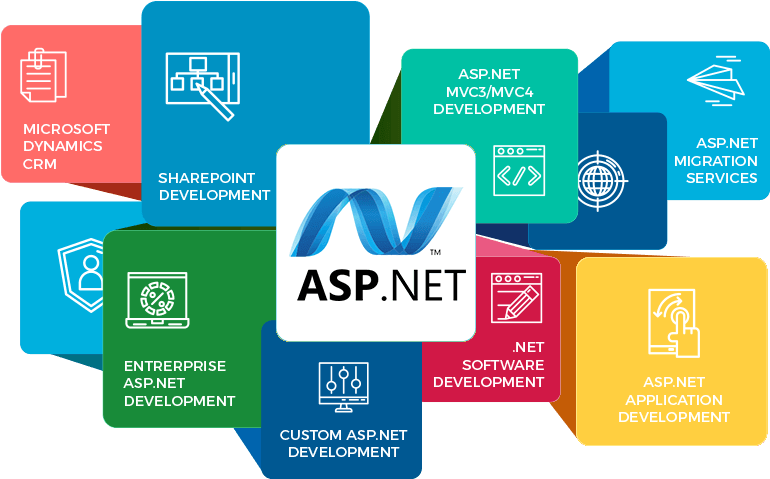 MICROSOFT
DYNAMICS
CRM
SHAREPOINT
DEVELOPMENT
ASP.NET
MVC3/MVC4
DEVELOPMENT
ASP.NET
MIGRATION
SERVICES
™
ASP.NET
ENTRERPRISE
ASP.NET
DEVELOPMENT
CUSTOM ASP.NET
DEVELOPMENT
.NET
SOFTWARE
DEVELOPMENT
ASP.NET
APPLICATION
DEVELOPMENT